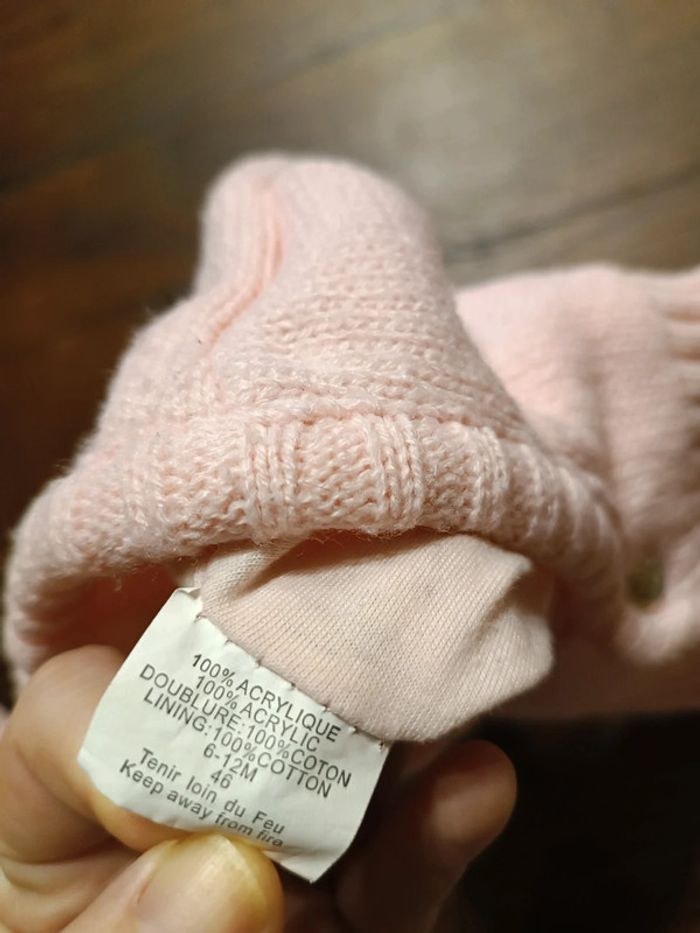 100% ACRYLIQUE
100% ACRYLIC
DOUBLURE:100%COTON
LINING:100%COTTON
6-12M
46
Tenir loin du Feu
Keep away from fira